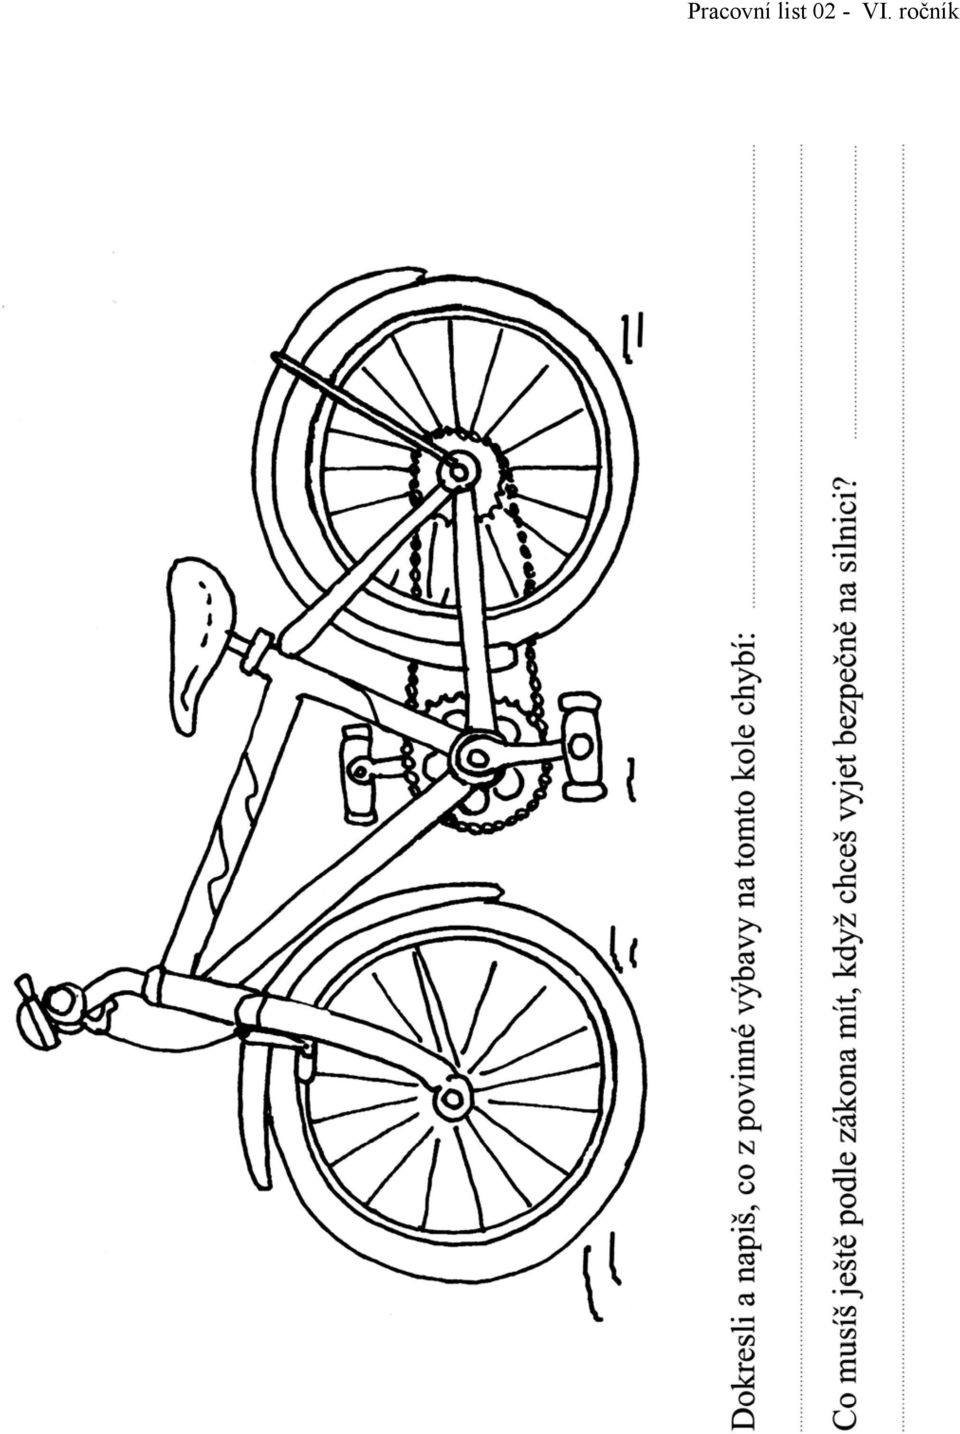 Pracovní list 02 - VI. ročník
Dokresli a napiš, co z povinné výbavy na tomto kole chybí:
Co musíš ještě podle zákona mít, když chceš vyjet bezpečně na silnici?